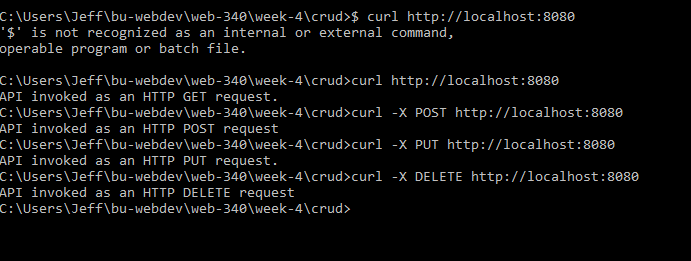 C:\Users\Jeff\bu-webdev\web-340\week-4\crud>$ curl http://localhost:8080
'$' is not recognized as an internal or external command,
operable program or batch file.
C:\Users\Jeff\bu-webdev\web-340\week-4\crud>curl http://localhost:8080
API invoked as an HTTP GET request.
C:\Users\Jeff\bu-webdev\web-340\week-4\crud>curl -X POST http://localhost:8080
API invoked as an HTTP POST request
C:\Users\Jeff\bu-webdev\web-340\week-4\crud>curl -X PUT http://localhost:8080
API invoked as an HTTP PUT request.
C:\Users\Jeff\bu-webdev\web-340\week-4\crud>curl -X DELETE http://localhost:8080
API invoked as an HTTP DELETE request
C:\Users\Jeff\bu-webdev\web-340\week-4\crud>